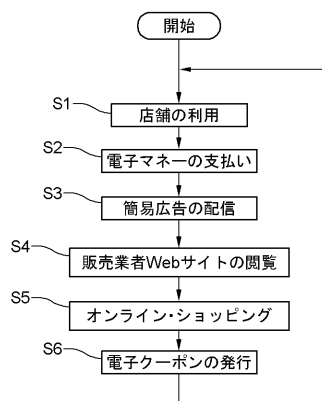 開始
S1
店舗の利用
S2
電子マネーの支払い
S3
簡易広告の配信
S4
販売業者Webサイトの閲覧
S5
オンライン・ショッピング
S6
電子クーポンの発行